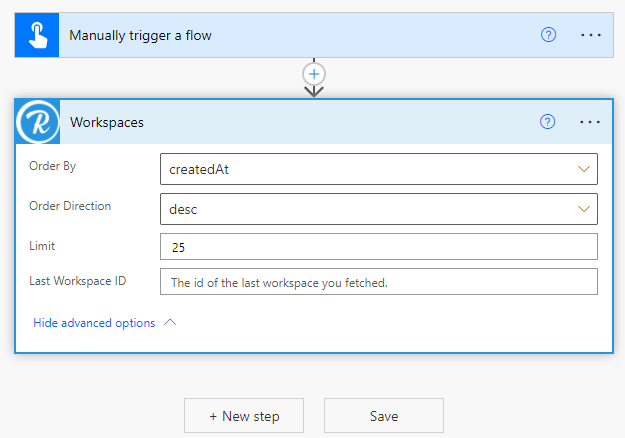 Manually trigger a flow
Workspaces
Order By
createdAt
Order Direction
desc
Limit
25
Last Workspace ID
The id of the last workspace you fetched.
Hide advanced options
+ New step
Save